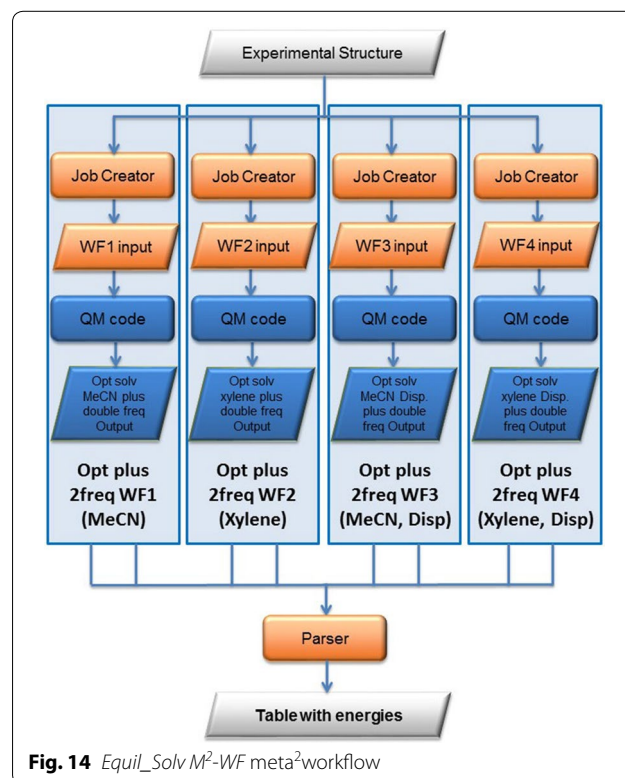 Experimental Structure
Job Creator
WF1 input
QM code
Opt solv
MeCN plus
double freq
Output
Opt plus
2freq WF1
(MeCN)
Job Creator
WF2 input
QM code
Opt solv
xylene plus
double freq
Output
Opt plus
2freq WF2
(Xylene)
Job Creator
WF3 input
QM code
Opt solv
MeCN Disp.
plus double
freq Output
Opt plus
2freq WF3
(MeCN, Disp)
Job Creator
WF4 input
QM code
Opt solv
xylene Disp.
plus double
freq Output
Opt plus
2freq WF4
(Xylene, Disp)
Parser
Table with energies
Fig. 14 Equil_Solv M²-WF meta²workflow